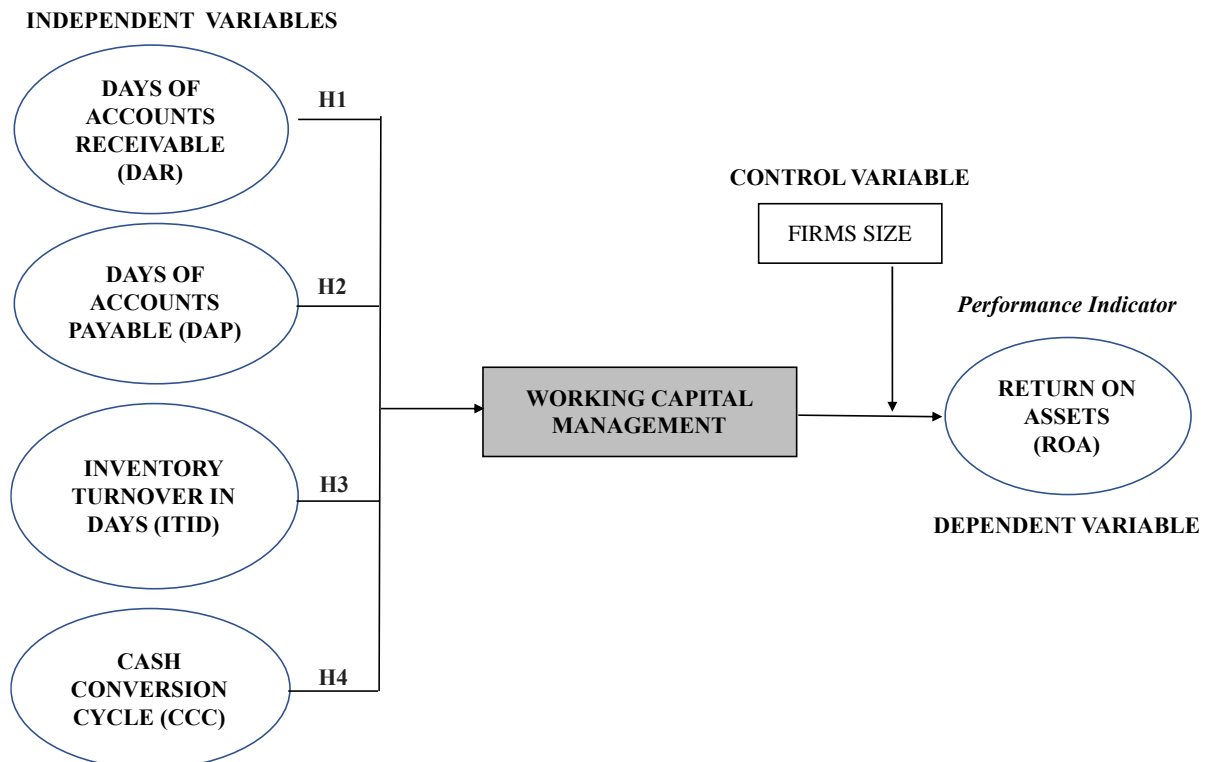 INDEPENDENT VARIABLES
DAYS OF
ACCOUNTS
RECEIVABLE
(DAR)
H1
DAYS OF
ACCOUNTS
PAYABLE (DAP)
H2
INVENTORY
TURNOVER IN
DAYS (ITID)
H3
CASH
CONVERSION
CYCLE (CCC)
H4
WORKING CAPITAL
MANAGEMENT
CONTROL VARIABLE
FIRMS SIZE
Performance Indicator
RETURN ON
ASSETS
(ROA)
DEPENDENT VARIABLE